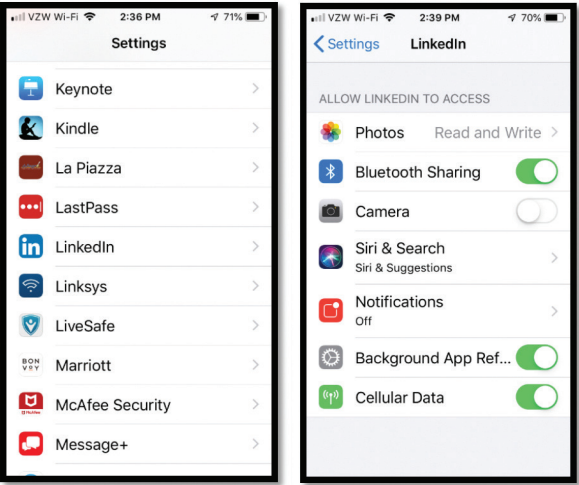 VZW Wi-Fi 2:36 PM 71%
Settings
Keynote
Kindle
La Piazza
LastPass
in LinkedIn
Linksys
LiveSafe
BON
VOY Marriott
McAfee Security
Message+
VZW Wi-Fi 2:39 PM 70%
Settings LinkedIn
ALLOW LINKEDIN TO ACCESS
Photos Read and Write
Bluetooth Sharing
Camera
Siri & Search
Siri & Suggestions
Notifications
Off
Background App Ref...
Cellular Data